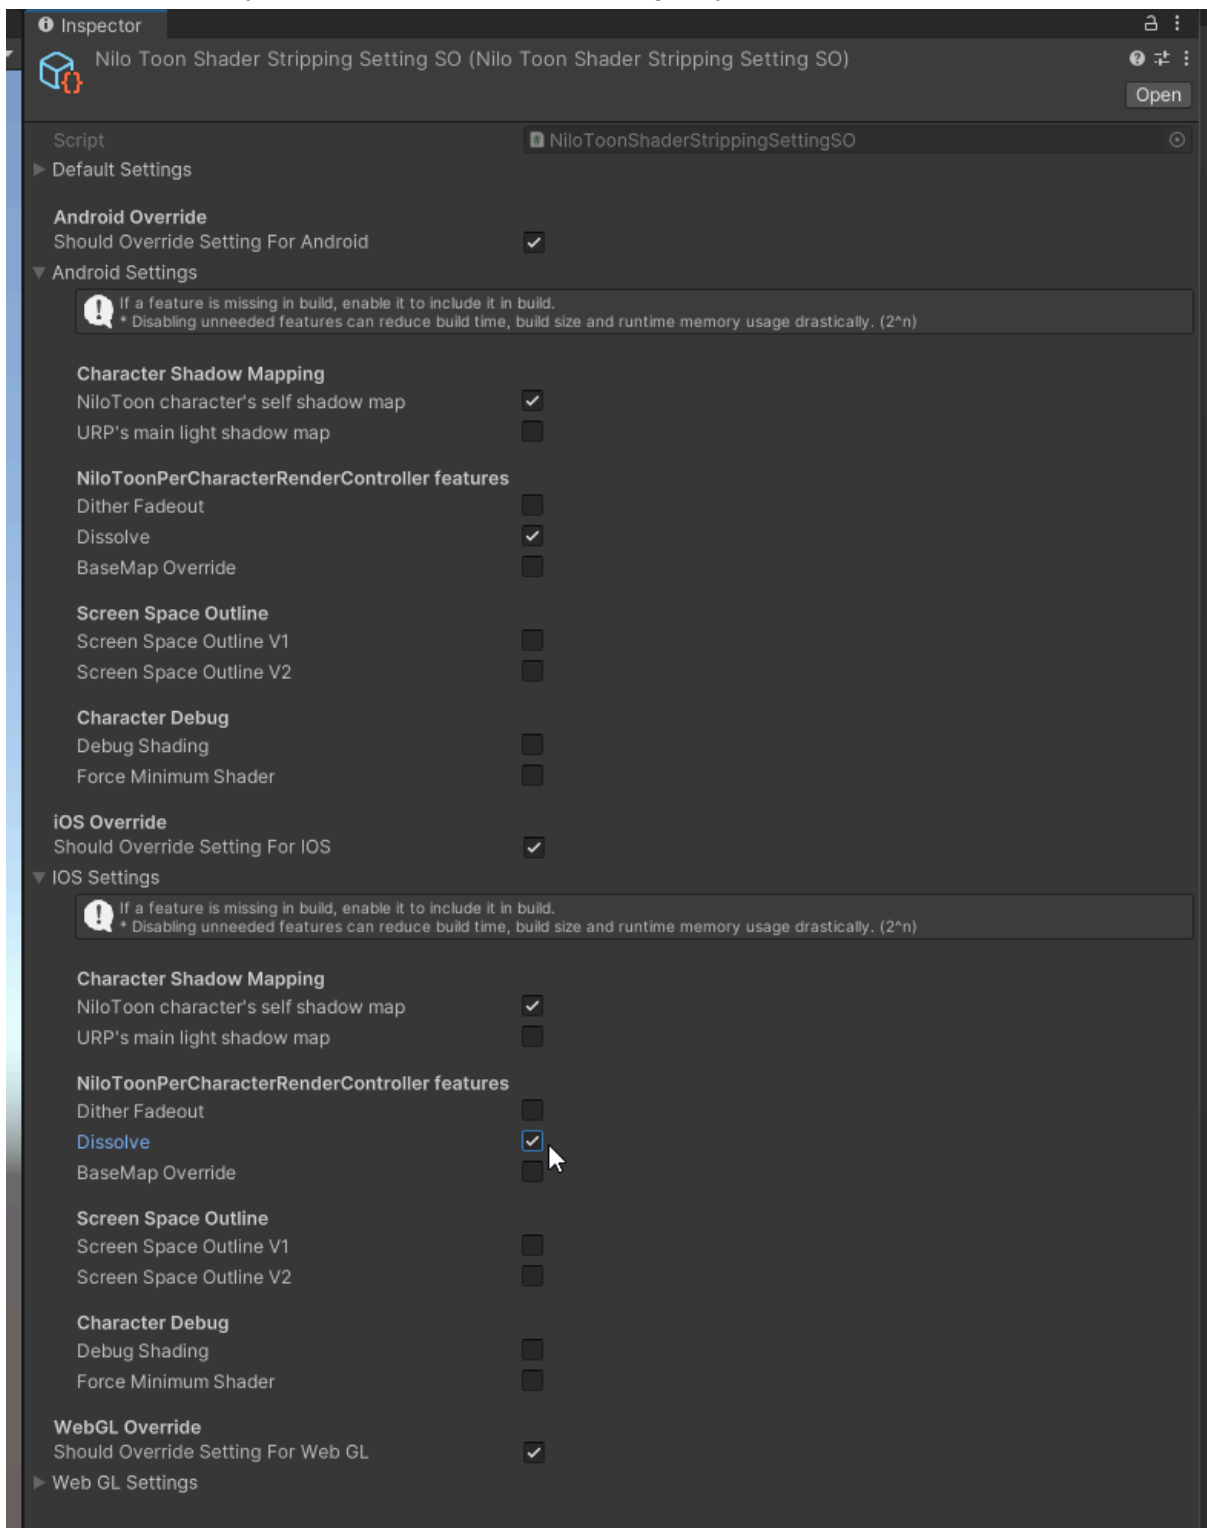 Inspector
Nilo Toon Shader Stripping Setting SO (Nilo Toon Shader Stripping Setting SO)
Open
Script NiloToonShaderStrippingSettingSO
Default Settings
Android Override
Should Override Setting For Android
Android Settings
If a feature is missing in build, enable it to include it in build.
* Disabling unneeded features can reduce build time, build size and runtime memory usage drastically. (2^n)
Character Shadow Mapping
NiloToon character's self shadow map
URP's main light shadow map
NiloToonPerCharacterRenderController features
Dither Fadeout
Dissolve
BaseMap Override
Screen Space Outline
Screen Space Outline V1
Screen Space Outline V2
Character Debug
Debug Shading
Force Minimum Shader
iOS Override
Should Override Setting For IOS
IOS Settings
If a feature is missing in build, enable it to include it in build.
* Disabling unneeded features can reduce build time, build size and runtime memory usage drastically. (2^n)
Character Shadow Mapping
NiloToon character's self shadow map
URP's main light shadow map
NiloToonPerCharacterRenderController features
Dither Fadeout
Dissolve
BaseMap Override
Screen Space Outline
Screen Space Outline V1
Screen Space Outline V2
Character Debug
Debug Shading
Force Minimum Shader
WebGL Override
Should Override Setting For Web GL
Web GL Settings